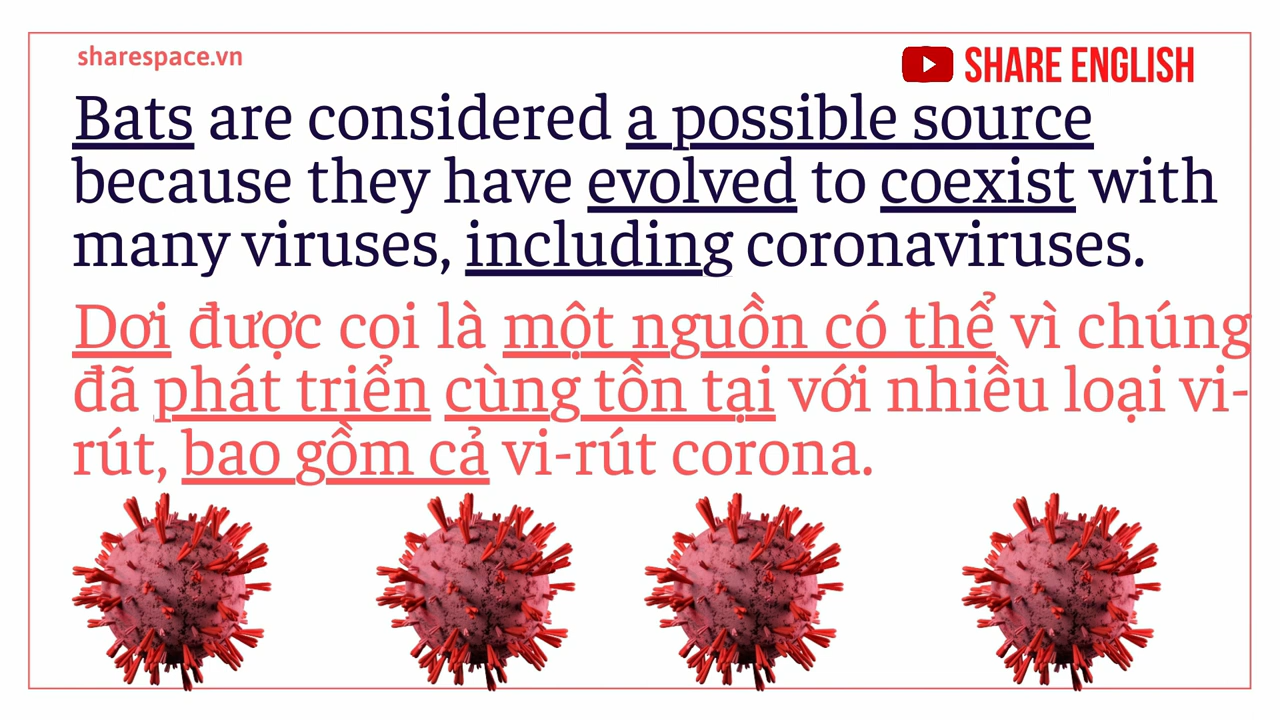 sharespace.vn
SHARE ENGLISH
Bats are considered a possible source
because they have evolved to coexist with
many viruses, including coronaviruses.
Dơi được coi là một nguồn có thể vì chúng
đã phát triển cùng tồn tại với nhiều loại vi-
rút, bao gồm cả vi-rút corona.